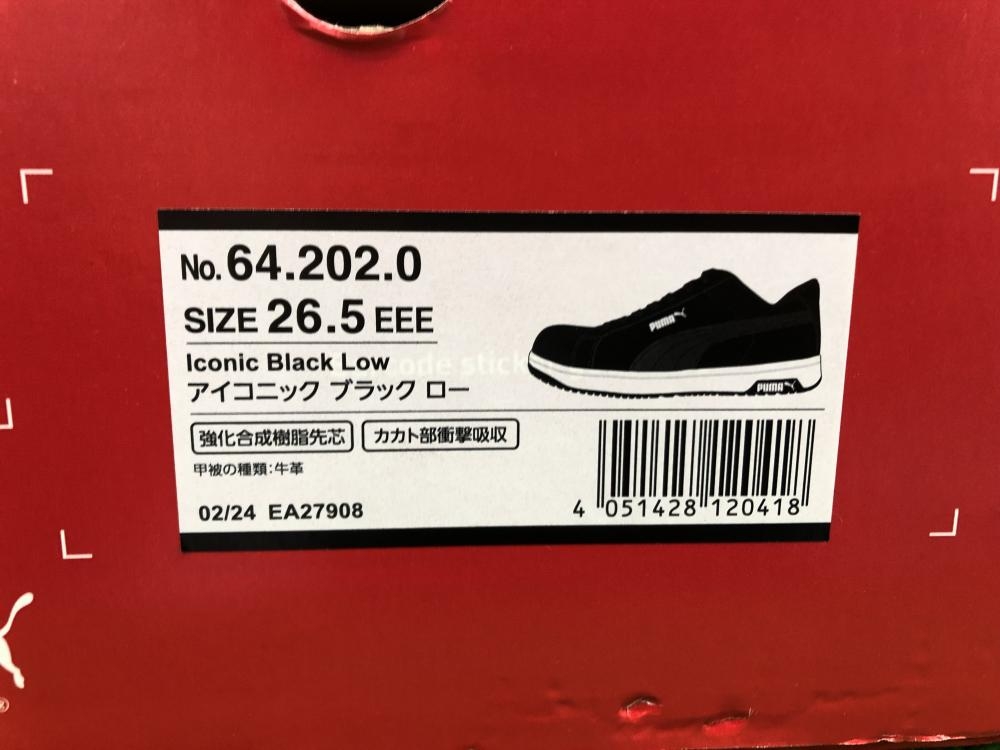 No. 64.202.0
SIZE 26.5 EEE
Iconic Black Low
アイコニック ブラック ロー
強化合成樹脂先芯 カカト部衝撃吸収
甲被の種類:牛革
02/24 EA27908
PUMA
PUMA
4 051428 120418
®